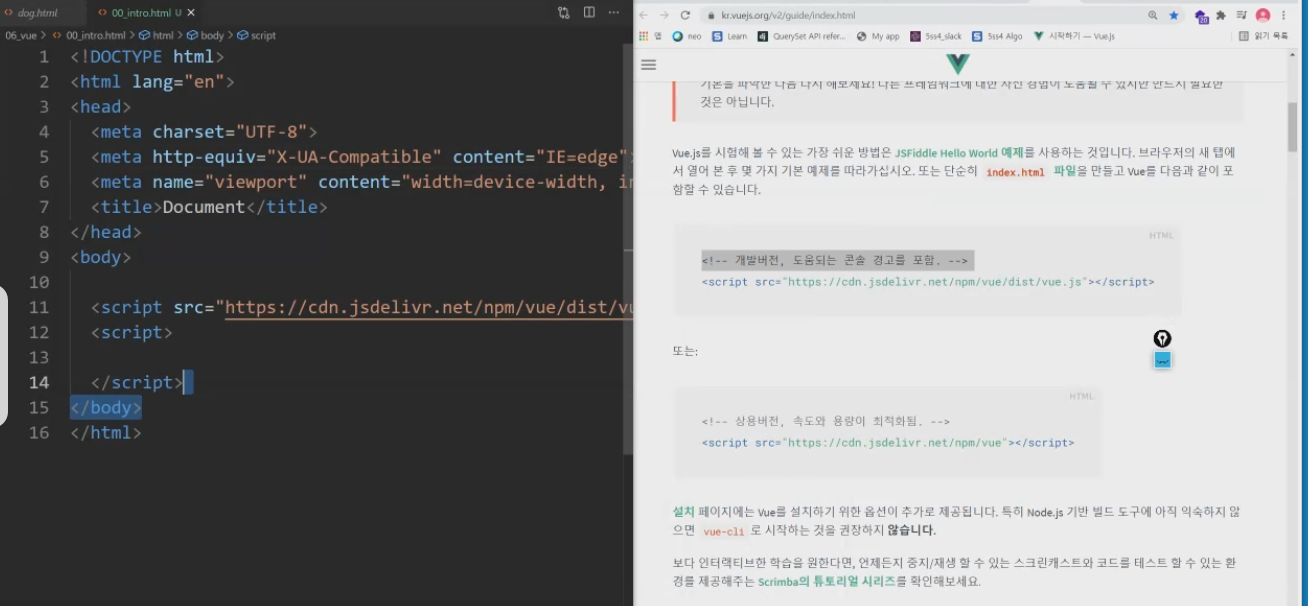 dog.html
00_intro.html U ×
06_vue > 00_intro.html > html > body > script
1 <!DOCTYPE html>
2 <html lang="en">
3 <head>
4 <meta charset="UTF-8">
5 <meta http-equiv="X-UA-Compatible" content="IE=edge">
6 <meta name="viewport" content="width=device-width, in
7 <title>Document</title>
8 </head>
9 <body>
10
11 <script src="https://cdn.jsdelivr.net/npm/vue/dist/vu
12 <script>
13
14 </script>
15 </body>
16 </html>
kr.vuejs.org/v2/guide/index.html
앱 neo Learn QuerySet API refer... My app 5ss4_slack 5ss4 Algo 시작하기 — Vue.js 읽기 목록
기본을 파악한 다음 다시 해보세요! 다른 프레임워크에 대한 사전 경험이 도움될 수 있지만 반드시 필요한
것은 아닙니다.
Vue.js를 시험해 볼 수 있는 가장 쉬운 방법은 JSFiddle Hello World 예제를 사용하는 것입니다. 브라우저의 새 탭에
서 열어 본 후 몇 가지 기본 예제를 따라가십시오. 또는 단순히 index.html 파일을 만들고 Vue를 다음과 같이 포
함할 수 있습니다.
HTML
<!-- 개발버전, 도움되는 콘솔 경고를 포함. -->
<script src="https://cdn.jsdelivr.net/npm/vue/dist/vue.js"></script>
또는:
HTML
<!-- 상용버전, 속도와 용량이 최적화됨. -->
<script src="https://cdn.jsdelivr.net/npm/vue"></script>
설치 페이지에는 Vue를 설치하기 위한 옵션이 추가로 제공됩니다. 특히 Node.js 기반 빌드 도구에 아직 익숙하지 않
으면 vue-cli 로 시작하는 것을 권장하지 않습니다.
보다 인터랙티브한 학습을 원한다면, 언제든지 중지/재생 할 수 있는 스크린캐스트와 코드를 테스트 할 수 있는 환
경를 제공해주는 Scrimba의 튜토리얼 시리즈를 확인해보세요.